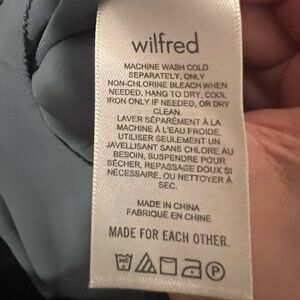 wilfred
MACHINE WASH COLD
SEPARATELY, ONLY
NON-CHLORINE BLEACH WHEN
NEEDED, HANG TO DRY, COOL
IRON ONLY IF NEEDED, OR DRY
CLEAN.
LAVER SÉPARÉMENT À LA
MACHINE À L'EAU FROIDE,
UTILISER SEULEMENT UN
JAVELLISANT SANS CHLORE AU
BESOIN, SUSPENDRE POUR
SÉCHER, REPASSAGE DOUX SI
NÉCESSAIRE, OU NETTOYER À
SEC.
MADE IN CHINA
FABRIQUÉ EN CHINE
MADE FOR EACH OTHER.
P